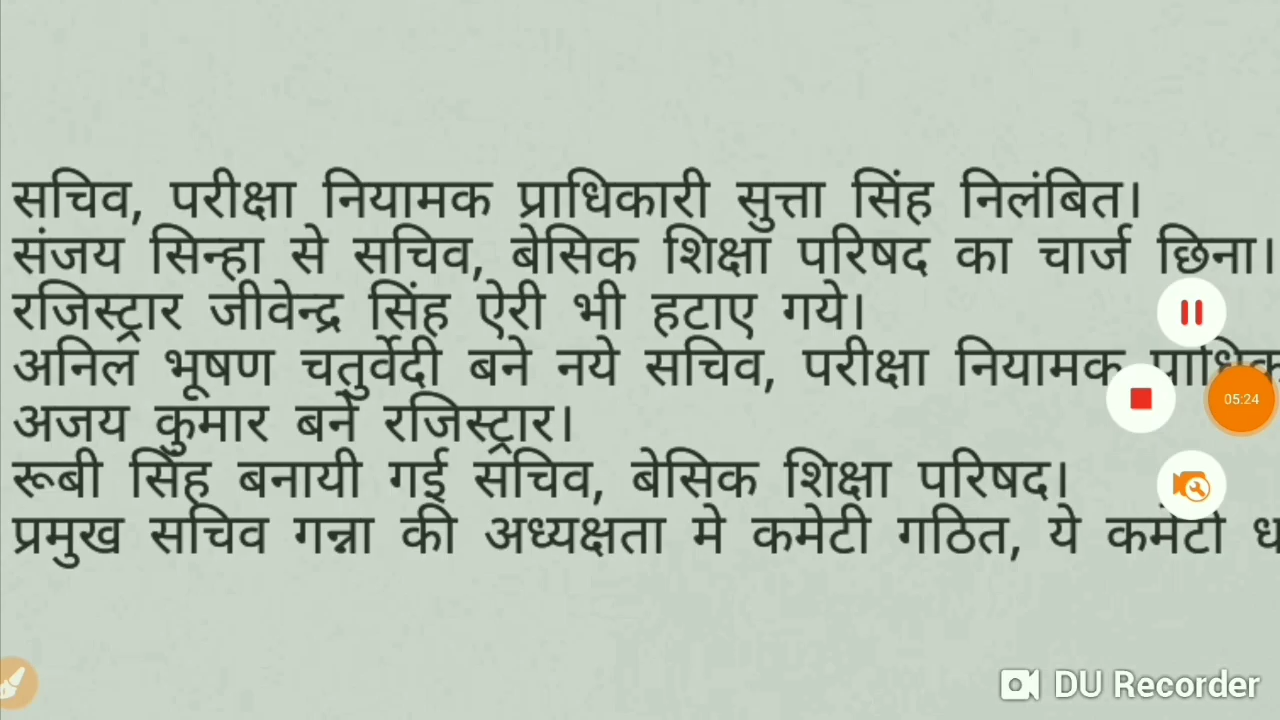 सचिव, परीक्षा नियामक प्राधिकारी सुत्ता सिंह निलंबित।
संजय सिन्हा से सचिव, बेसिक शिक्षा परिषद का चार्ज छिना।
रजिस्ट्रार जीवेन्द्र सिंह ऐरी भी हटाए गये।
अनिल भूषण चतुर्वेदी बने नये सचिव, परीक्षा नियामक
अजय कुमार बने रजिस्ट्रार।
05:24
रूबी सिंह बनायी गई सचिव, बेसिक शिक्षा परिषद।
प्रमुख सचिव गन्ना की अध्यक्षता मे कमेटी गठित, ये कमेटी
DU Recorder